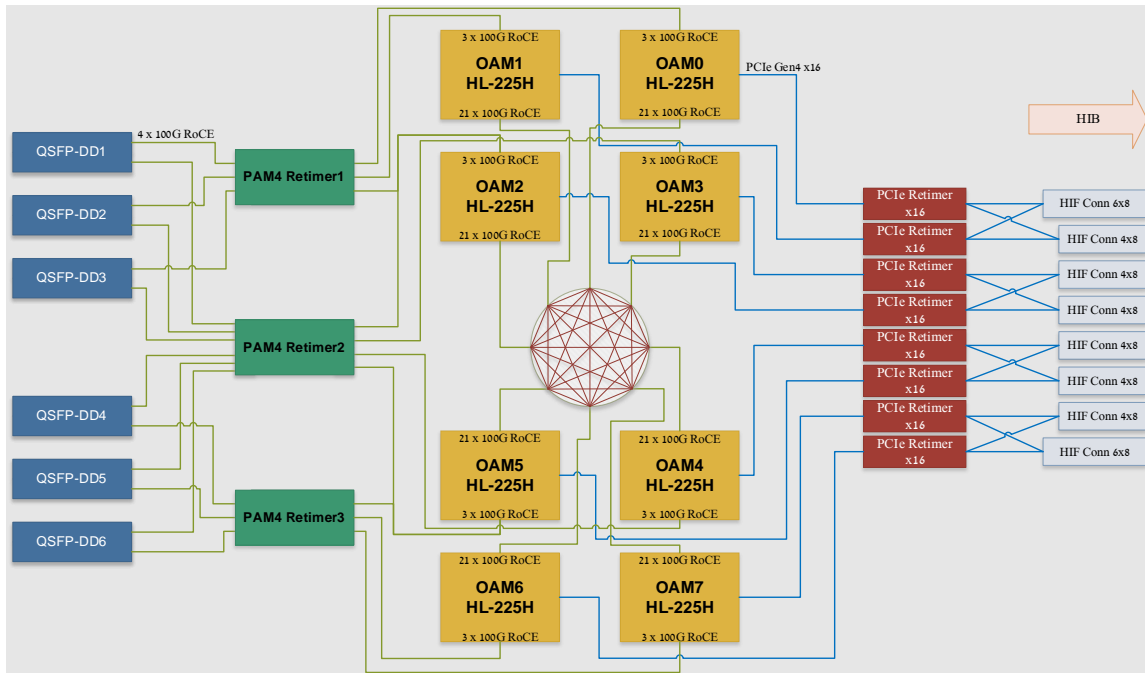 3 x 100G RoCE
OAM1
HL-225H
21 x 100G RoCE
3 x 100G RoCE
OAM0
HL-225H
21 x 100G RoCE
PCIe Gen4 x16
HIB
4 x 100G RoCE
QSFP-DD1
QSFP-DD2
QSFP-DD3
QSFP-DD4
QSFP-DD5
QSFP-DD6
PAM4 Retimer1
PAM4 Retimer2
PAM4 Retimer3
3 x 100G RoCE
OAM2
HL-225H
21 x 100G RoCE
3 x 100G RoCE
OAM3
HL-225H
21 x 100G RoCE
21 x 100G RoCE
OAM5
HL-225H
3 x 100G RoCE
21 x 100G RoCE
OAM4
HL-225H
3 x 100G RoCE
21 x 100G RoCE
OAM6
HL-225H
3 x 100G RoCE
21 x 100G RoCE
OAM7
HL-225H
3 x 100G RoCE
PCIe Retimer
x16
PCIe Retimer
x16
PCIe Retimer
x16
PCIe Retimer
x16
PCIe Retimer
x16
PCIe Retimer
x16
PCIe Retimer
x16
PCIe Retimer
x16
HIF Conn 6x8
HIF Conn 4x8
HIF Conn 4x8
HIF Conn 4x8
HIF Conn 4x8
HIF Conn 4x8
HIF Conn 4x8
HIF Conn 6x8